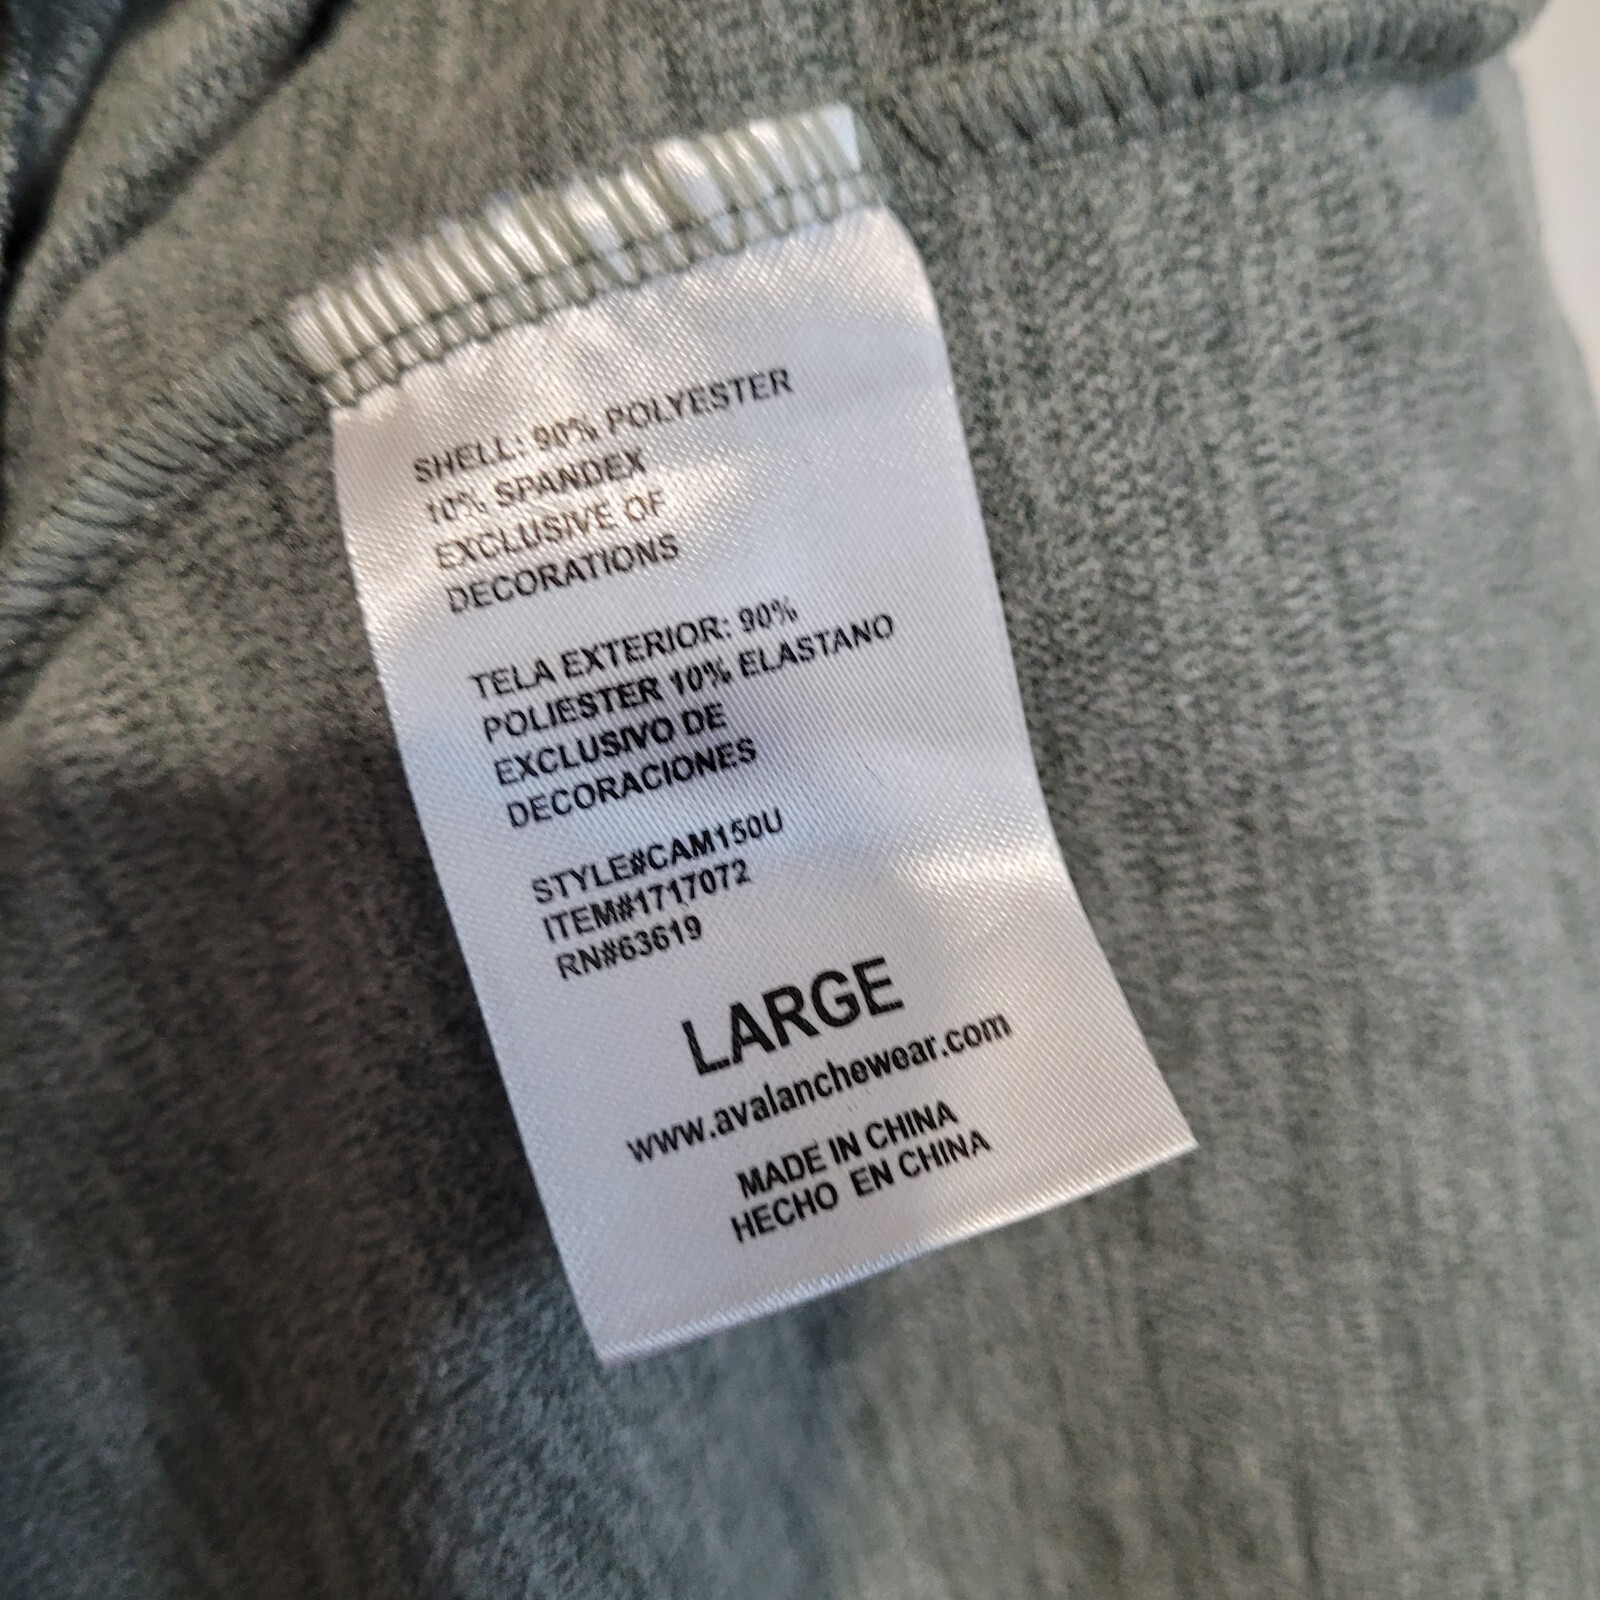 SHELL: 90% POLYESTER
10% SPANDEX
EXCLUSIVE OF
DECORATIONS
TELA EXTERIOR: 90%
POLIESTER 10% ELASTANO
EXCLUSIVO DE
DECORACIONES
STYLE#CAM150U
ITEM#1717072
RN#63619
LARGE
www.avalanchewear.com
MADE IN CHINA
HECHO EN CHINA